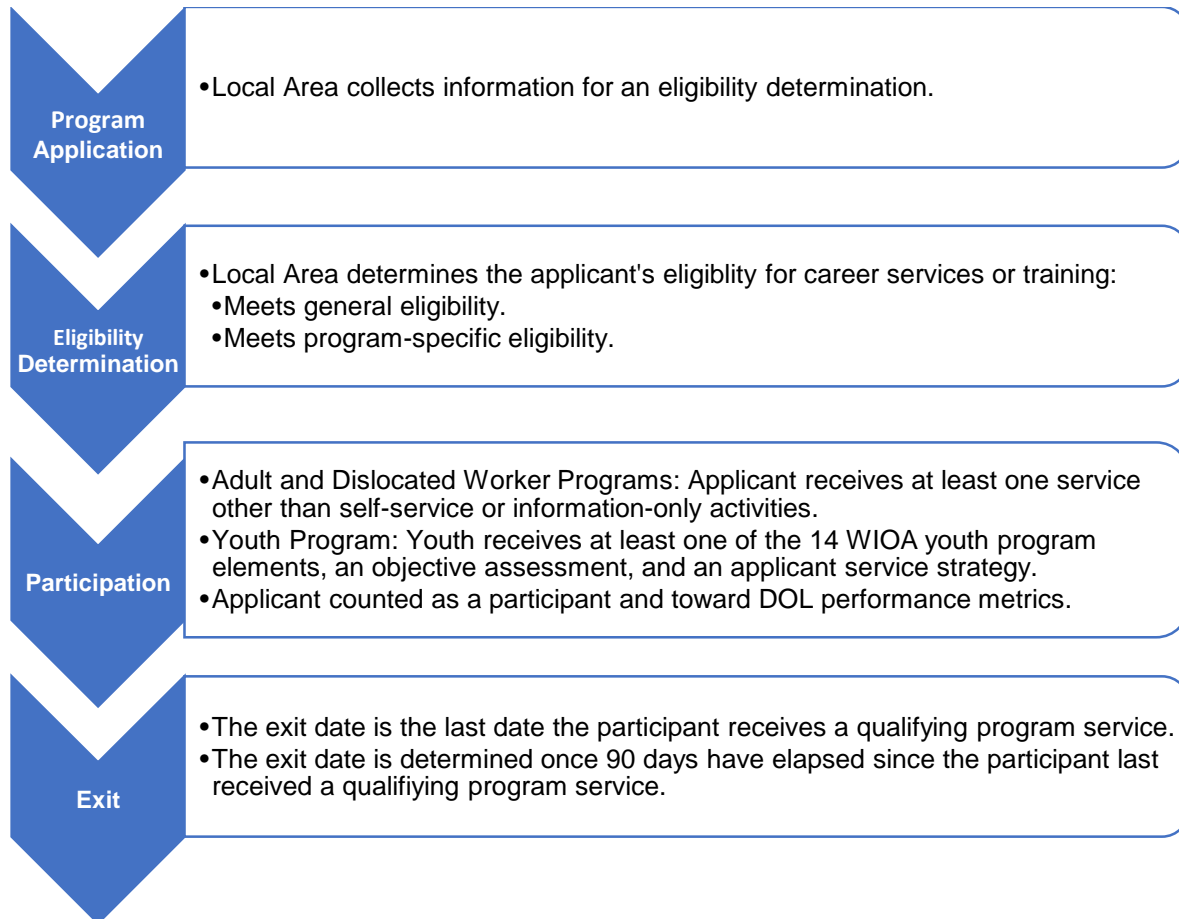 Program
Application
•Local Area collects information for an eligibility determination.
Eligibility
Determination
•Local Area determines the applicant's eligiblity for career services or training:
•Meets general eligibility.
•Meets program-specific eligibility.
Participation
•Adult and Dislocated Worker Programs: Applicant receives at least one service
other than self-service or information-only activities.
•Youth Program: Youth receives at least one of the 14 WIOA youth program
elements, an objective assessment, and an applicant service strategy.
•Applicant counted as a participant and toward DOL performance metrics.
Exit
•The exit date is the last date the participant receives a qualifying program service.
•The exit date is determined once 90 days have elapsed since the participant last
received a qualifiying program service.